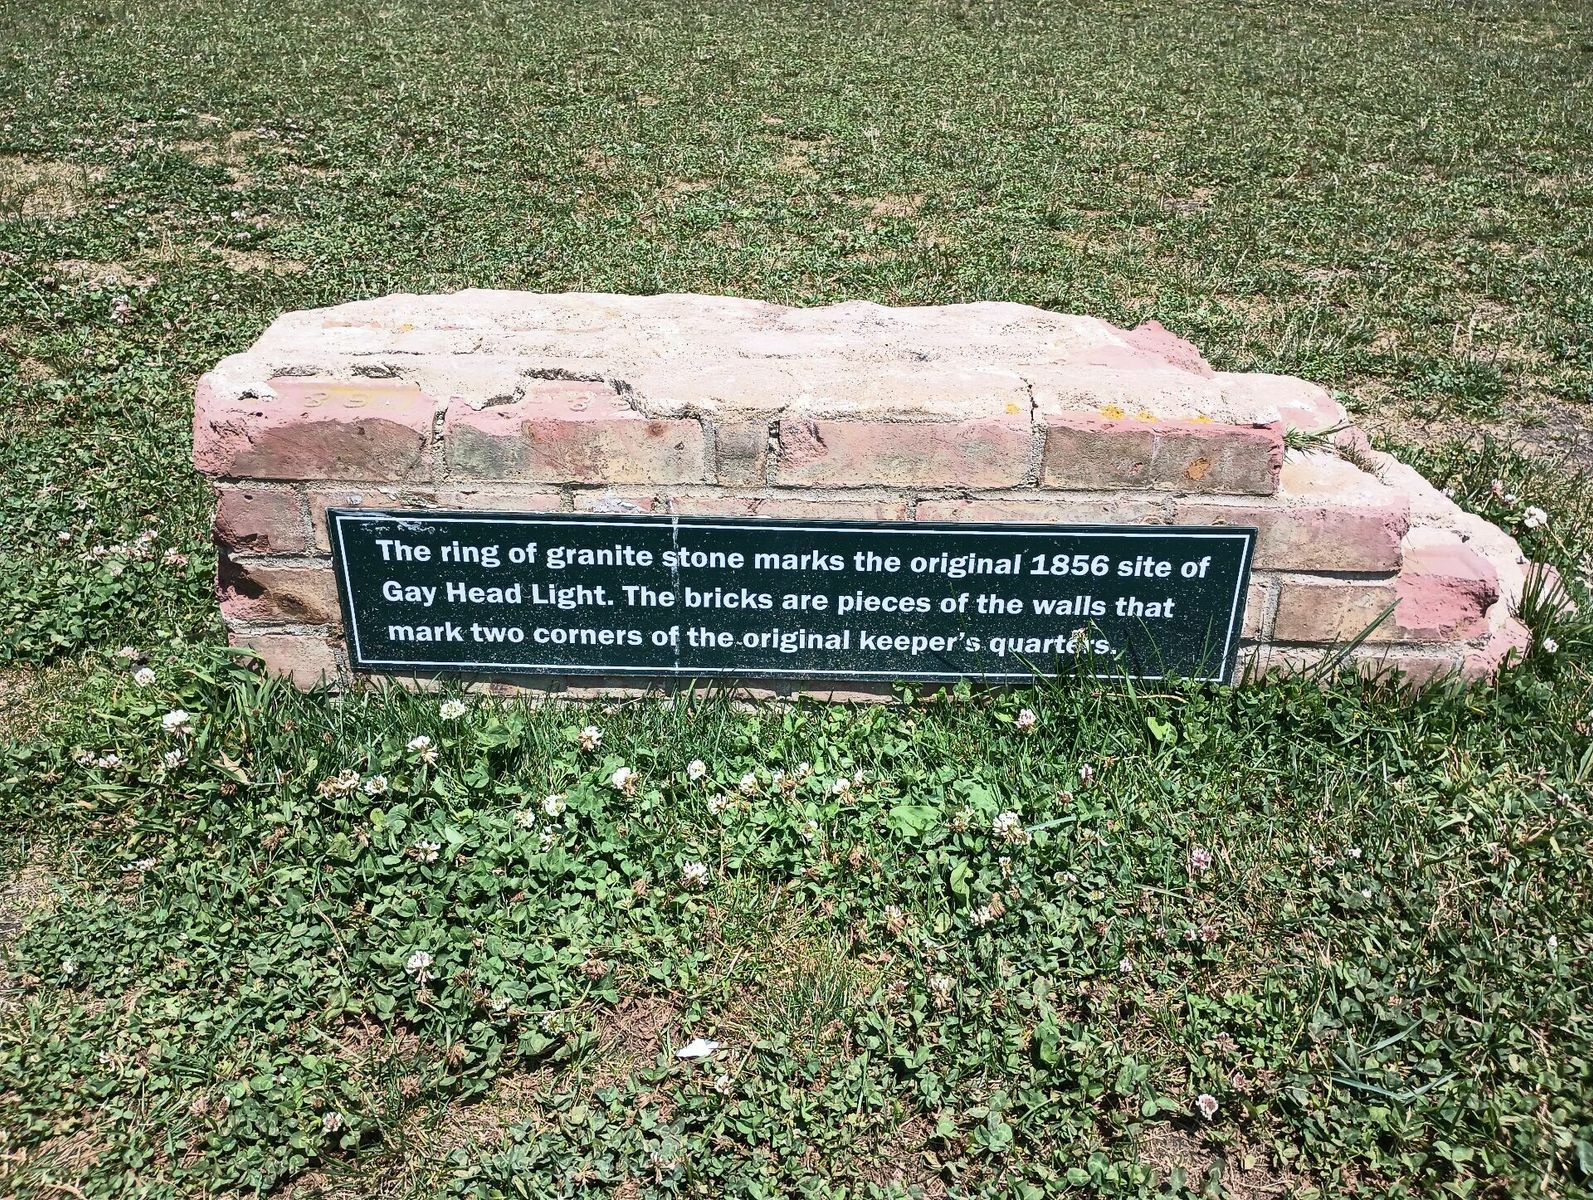 The ring of granite stone marks the original 1856 site of
Gay Head Light. The bricks are pieces of the walls that
mark two corners of the original keeper's quarters.